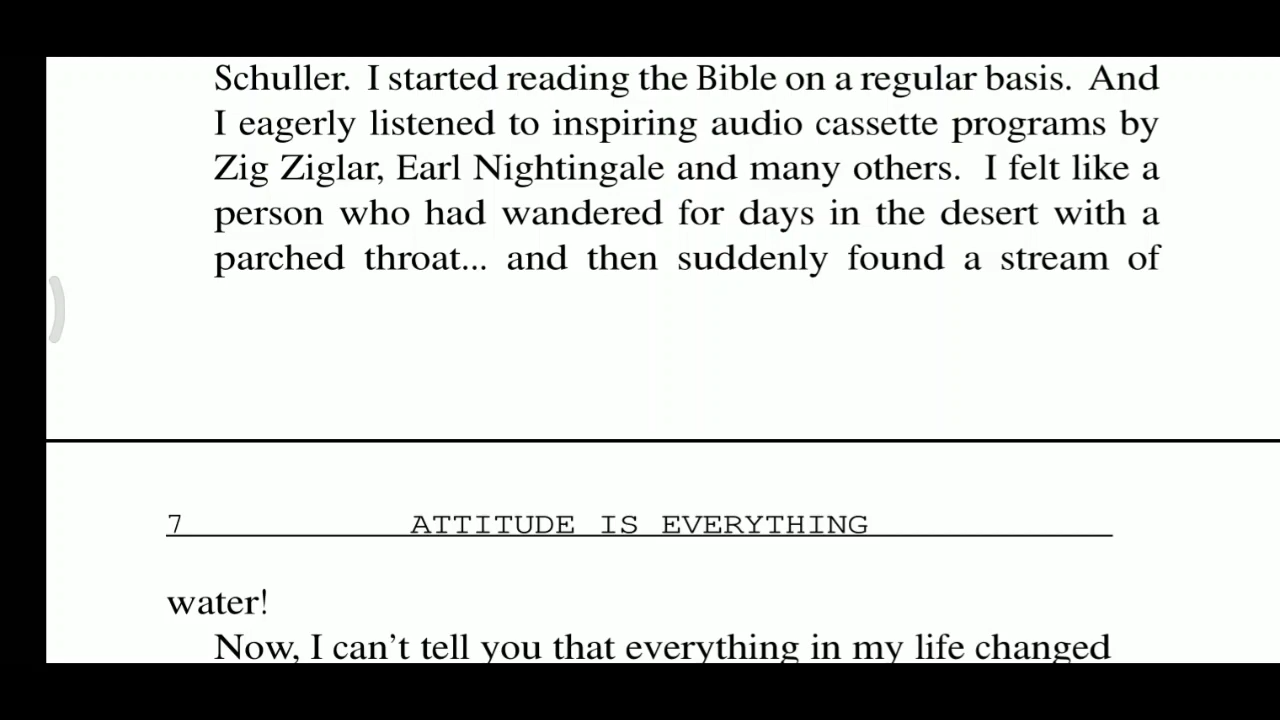 Schuller. I started reading the Bible on a regular basis. And
I eagerly listened to inspiring audio cassette programs by
Zig Ziglar, Earl Nightingale and many others. I felt like a
person who had wandered for days in the desert with a
parched throat... and then suddenly found a stream of
7 ATTITUDE IS EVERYTHING
water!
Now, I can't tell you that everything in my life changed